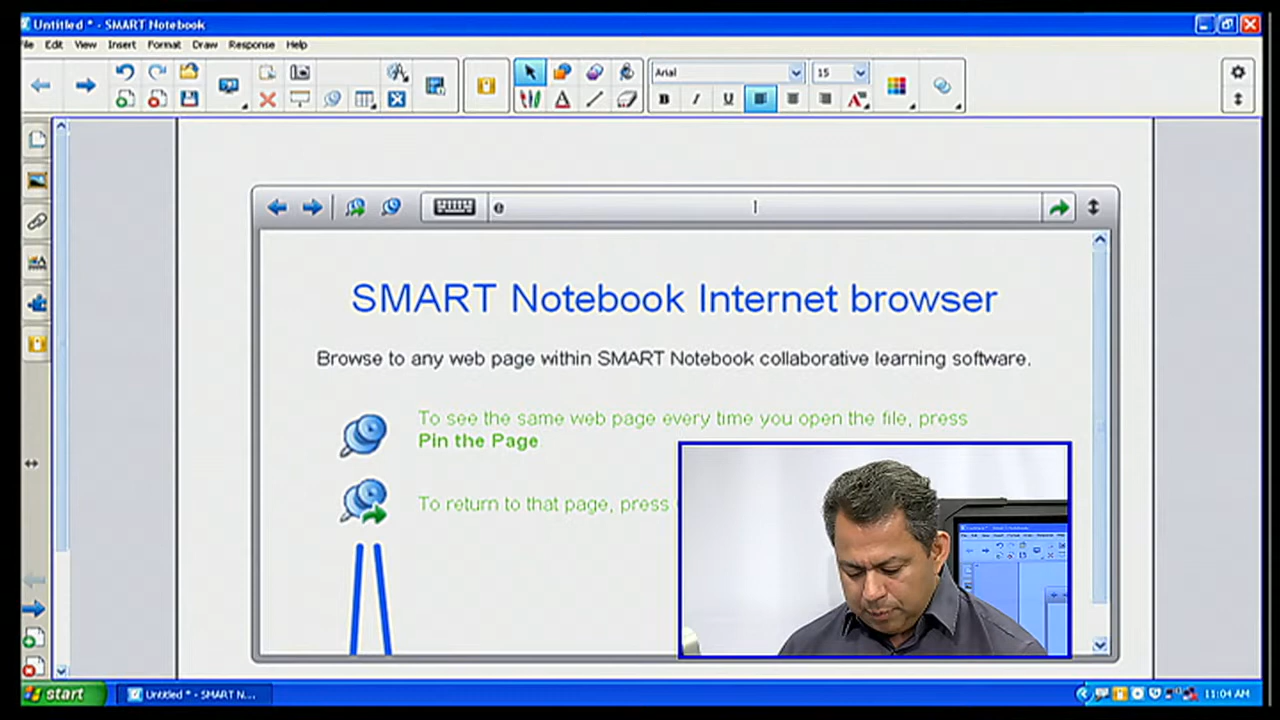 Untitled * - SMART Notebook
File Edit View Insert Format Draw Response Help
Arial 15
B I U A
e
SMART Notebook Internet browser
Browse to any web page within SMART Notebook collaborative learning software.
To see the same web page every time you open the file, press
Pin the Page
To return to that page, press
start Untitled * - SMART N... 11:04 AM